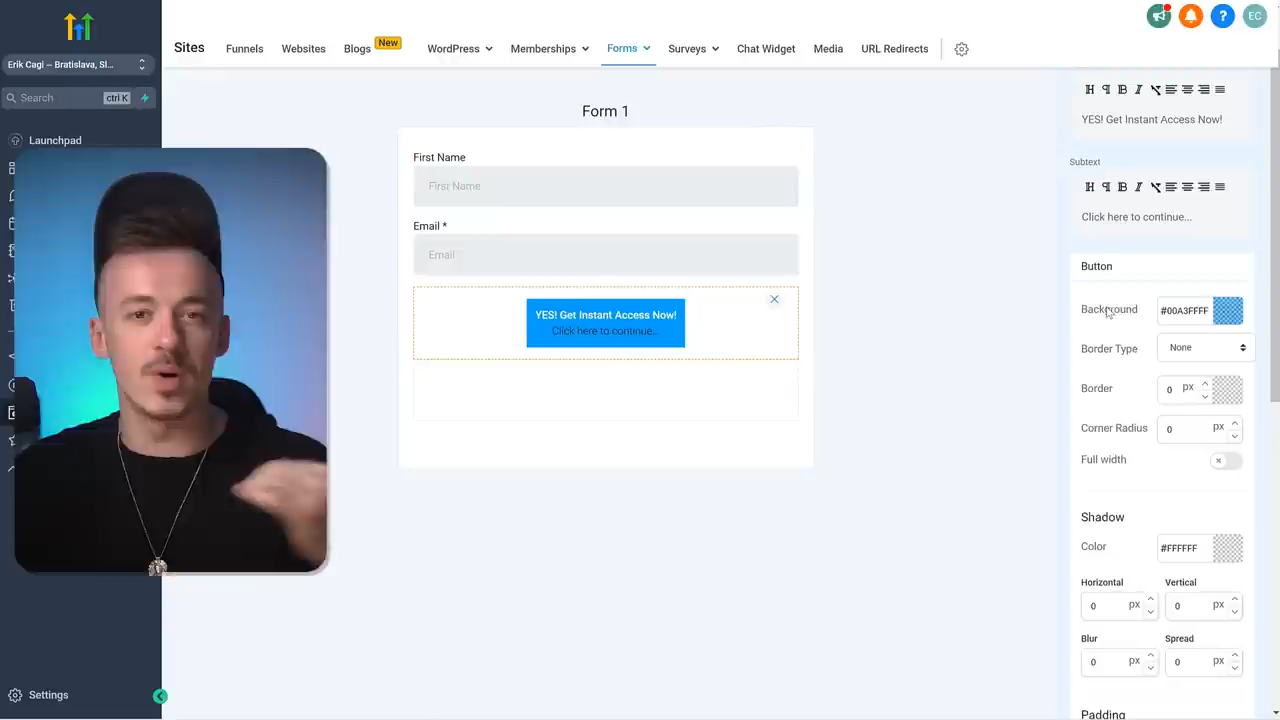 EC
Sites
Funnels
Websites
Blogs
New
WordPress
Memberships
Forms
Surveys
Chat Widget
Media
URL Redirects
Erik Cagi – Bratislava, Sl...
Search
ctrl K
Launchpad
Settings
Form 1
First Name
First Name
Email *
Email
YES! Get Instant Access Now!
Click here to continue...
YES! Get Instant Access Now!
Subtext
Click here to continue...
Button
Background
#00A3FFFF
Border Type
None
Border
0 px
Corner Radius
0 px
Full width
Shadow
Color
#FFFFFF
Horizontal Vertical
0 px 0 px
Blur Spread
0 px 0 px
Padding